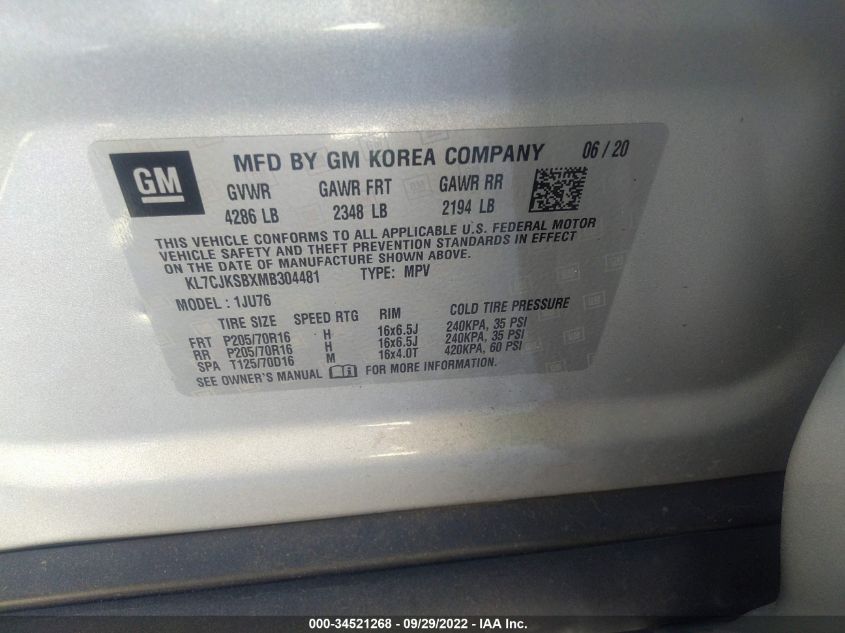 GM MFD BY GM KOREA COMPANY 06 / 20
GVWR GAWR FRT GAWR RR
4286 LB 2348 LB 2194 LB
THIS VEHICLE CONFORMS TO ALL APPLICABLE U.S. FEDERAL MOTOR
VEHICLE SAFETY AND THEFT PREVENTION STANDARDS IN EFFECT
ON THE DATE OF MANUFACTURE SHOWN ABOVE.
KL7CJKSBXMB304481 TYPE: MPV
MODEL: 1JU76
TIRE SIZE SPEED RTG RIM COLD TIRE PRESSURE
FRT P205/70R16 H 16x6.5J 240KPA, 35 PSI
RR P205/70R16 H 16x6.5J 240KPA, 35 PSI
SPA T125/70D16 M 16x4.0T 420KPA, 60 PSI
SEE OWNER'S MANUAL FOR MORE INFORMATION.
000-34521268 - 09/29/2022 - IAA Inc.